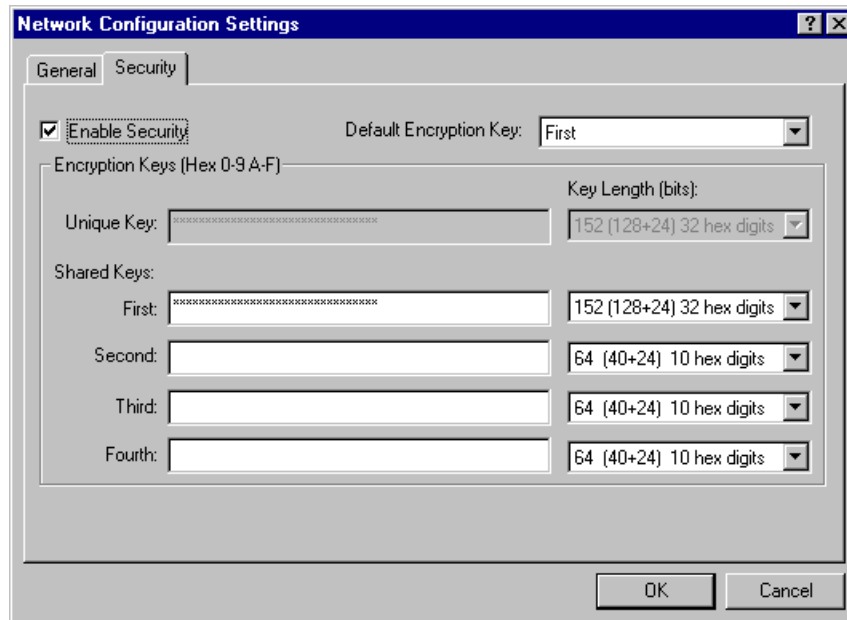 Network Configuration Settings
General Security
Enable Security Default Encryption Key: First
Encryption Keys (Hex 0-9 A-F)
Key Length (bits):
Unique Key: ******************************** 152 (128+24) 32 hex digits
Shared Keys:
First: ******************************** 152 (128+24) 32 hex digits
Second: 64 (40+24) 10 hex digits
Third: 64 (40+24) 10 hex digits
Fourth: 64 (40+24) 10 hex digits
OK Cancel